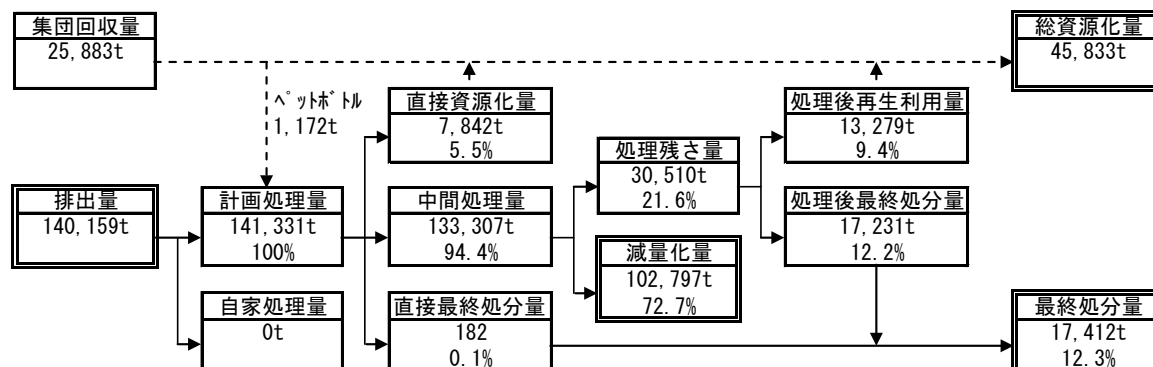 集団回収量
25,883t
総資源化量
45,833t
ﾍﾟｯﾄﾎﾞﾄﾙ
1,172t
直接資源化量
7,842t
5.5%
処理後再生利用量
13,279t
9.4%
処理残さ量
30,510t
21.6%
排出量
140,159t
計画処理量
141,331t
100%
中間処理量
133,307t
94.4%
処理後最終処分量
17,231t
12.2%
減量化量
102,797t
72.7%
自家処理量
0t
直接最終処分量
182
0.1%
最終処分量
17,412t
12.3%